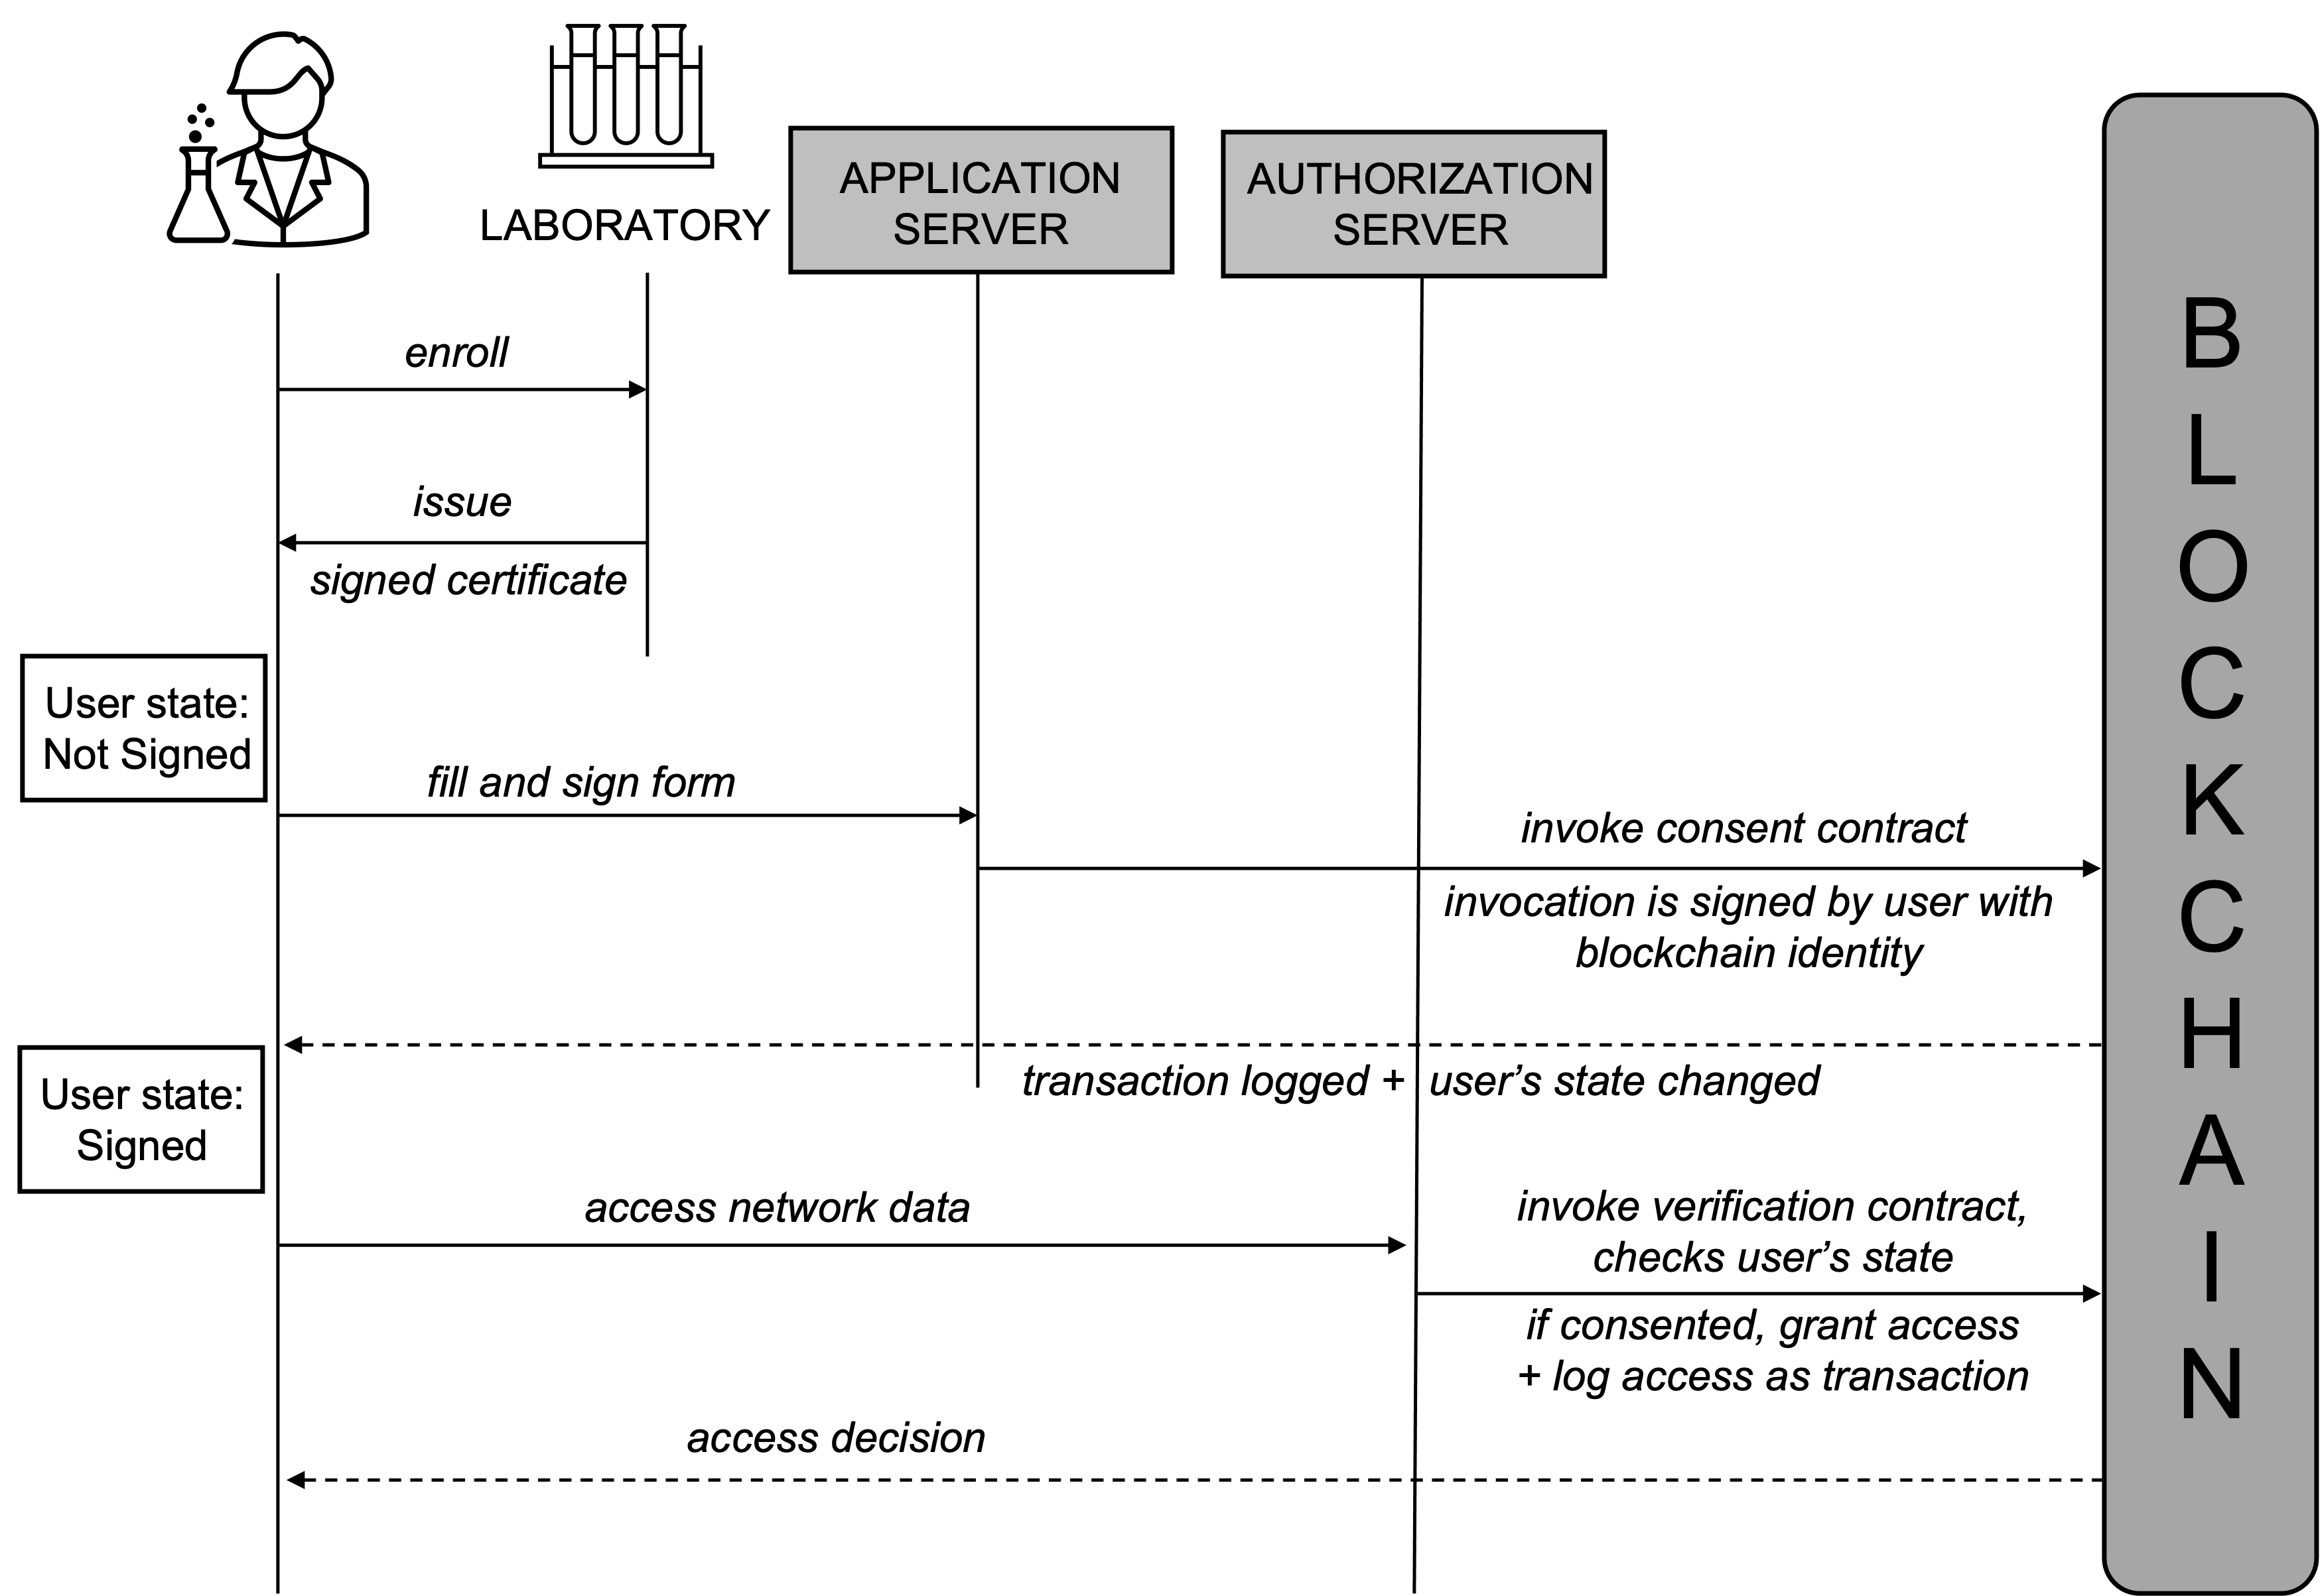 LABORATORY
APPLICATION
SERVER
AUTHORIZATION
SERVER
BLOCKCHAIN
enroll
issue
signed certificate
User state:
Not Signed
fill and sign form
invoke consent contract
invocation is signed by user with
blockchain identity
transaction logged + user’s state changed
User state:
Signed
access network data
invoke verification contract,
checks user’s state
if consented, grant access
+ log access as transaction
access decision